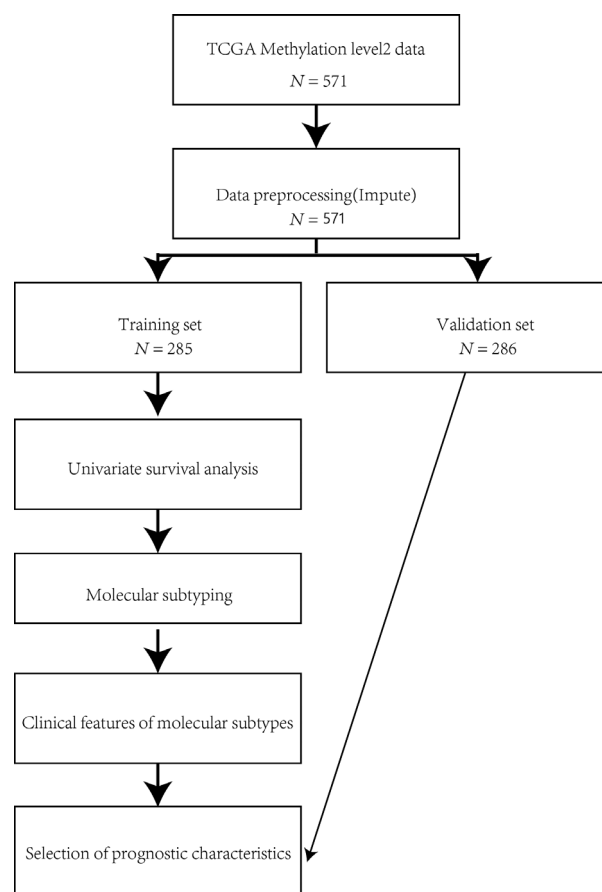 TCGA Methylation level2 data
N = 571
Data preprocessing(Impute)
N = 571
Training set
N = 285
Validation set
N = 286
Univariate survival analysis
Molecular subtyping
Clinical features of molecular subtypes
Selection of prognostic characteristics